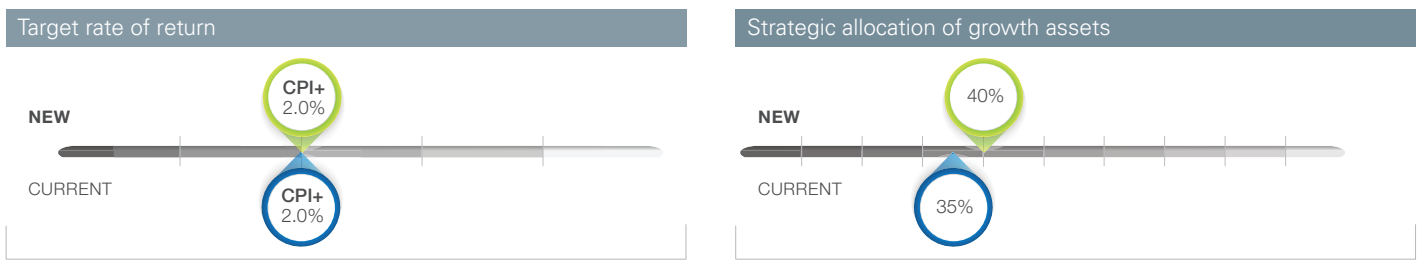 Target rate of return
CPI+
2.0%
NEW
CURRENT
CPI+
2.0%
Strategic allocation of growth assets
40%
NEW
CURRENT
35%